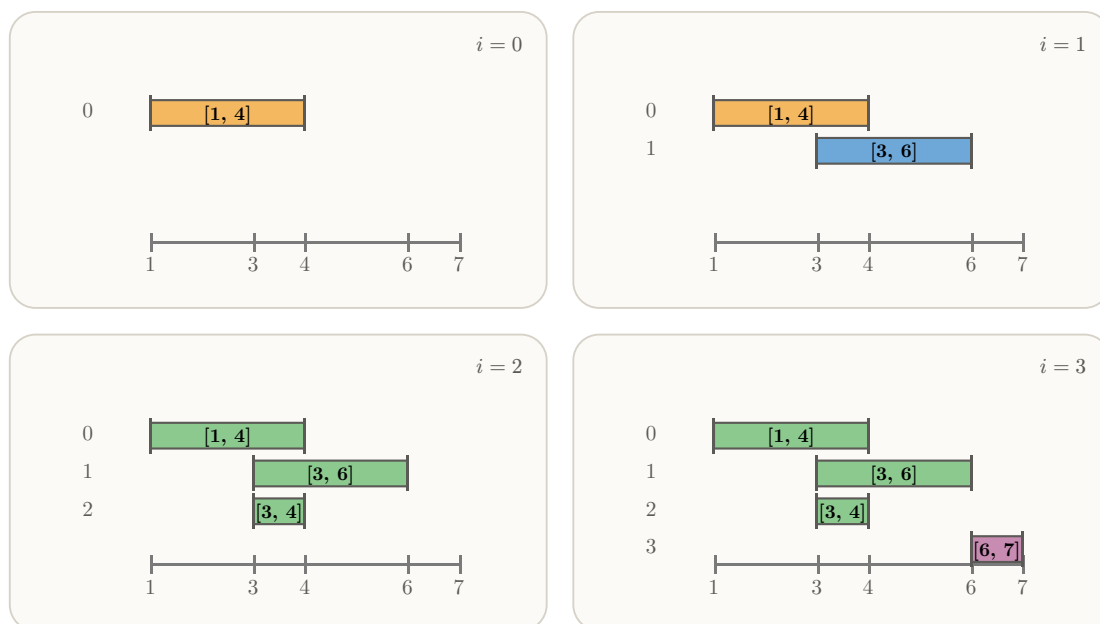 i = 0
0 [1, 4]
1 3 4 6 7
i = 1
0 [1, 4]
1 [3, 6]
1 3 4 6 7
i = 2
0 [1, 4]
1 [3, 6]
2 [3, 4]
1 3 4 6 7
i = 3
0 [1, 4]
1 [3, 6]
2 [3, 4]
3 [6, 7]
1 3 4 6 7